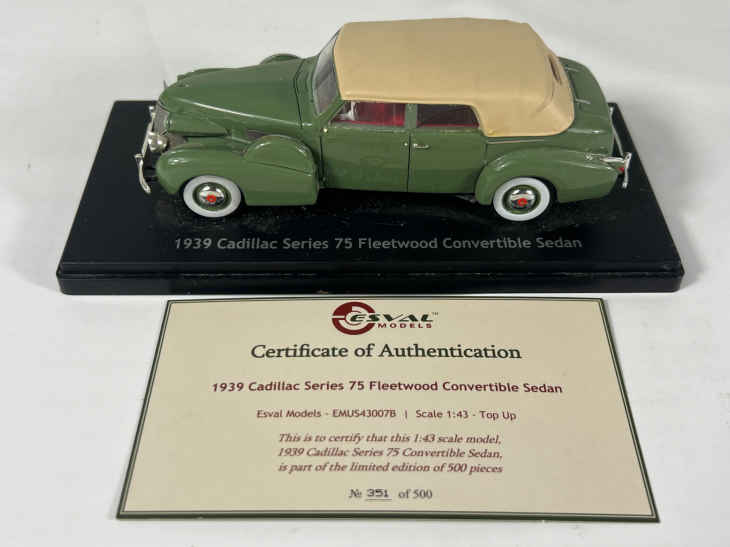 1939 Cadillac Series 75 Fleetwood Convertible Sedan
ESVAL™
MODELS
Certificate of Authentication
1939 Cadillac Series 75 Fleetwood Convertible Sedan
Esval Models - EMUS43007B | Scale 1:43 - Top Up
This is to certify that this 1:43 scale model,
1939 Cadillac Series 75 Convertible Sedan,
is part of the limited edition of 500 pieces
№ 351 of 500